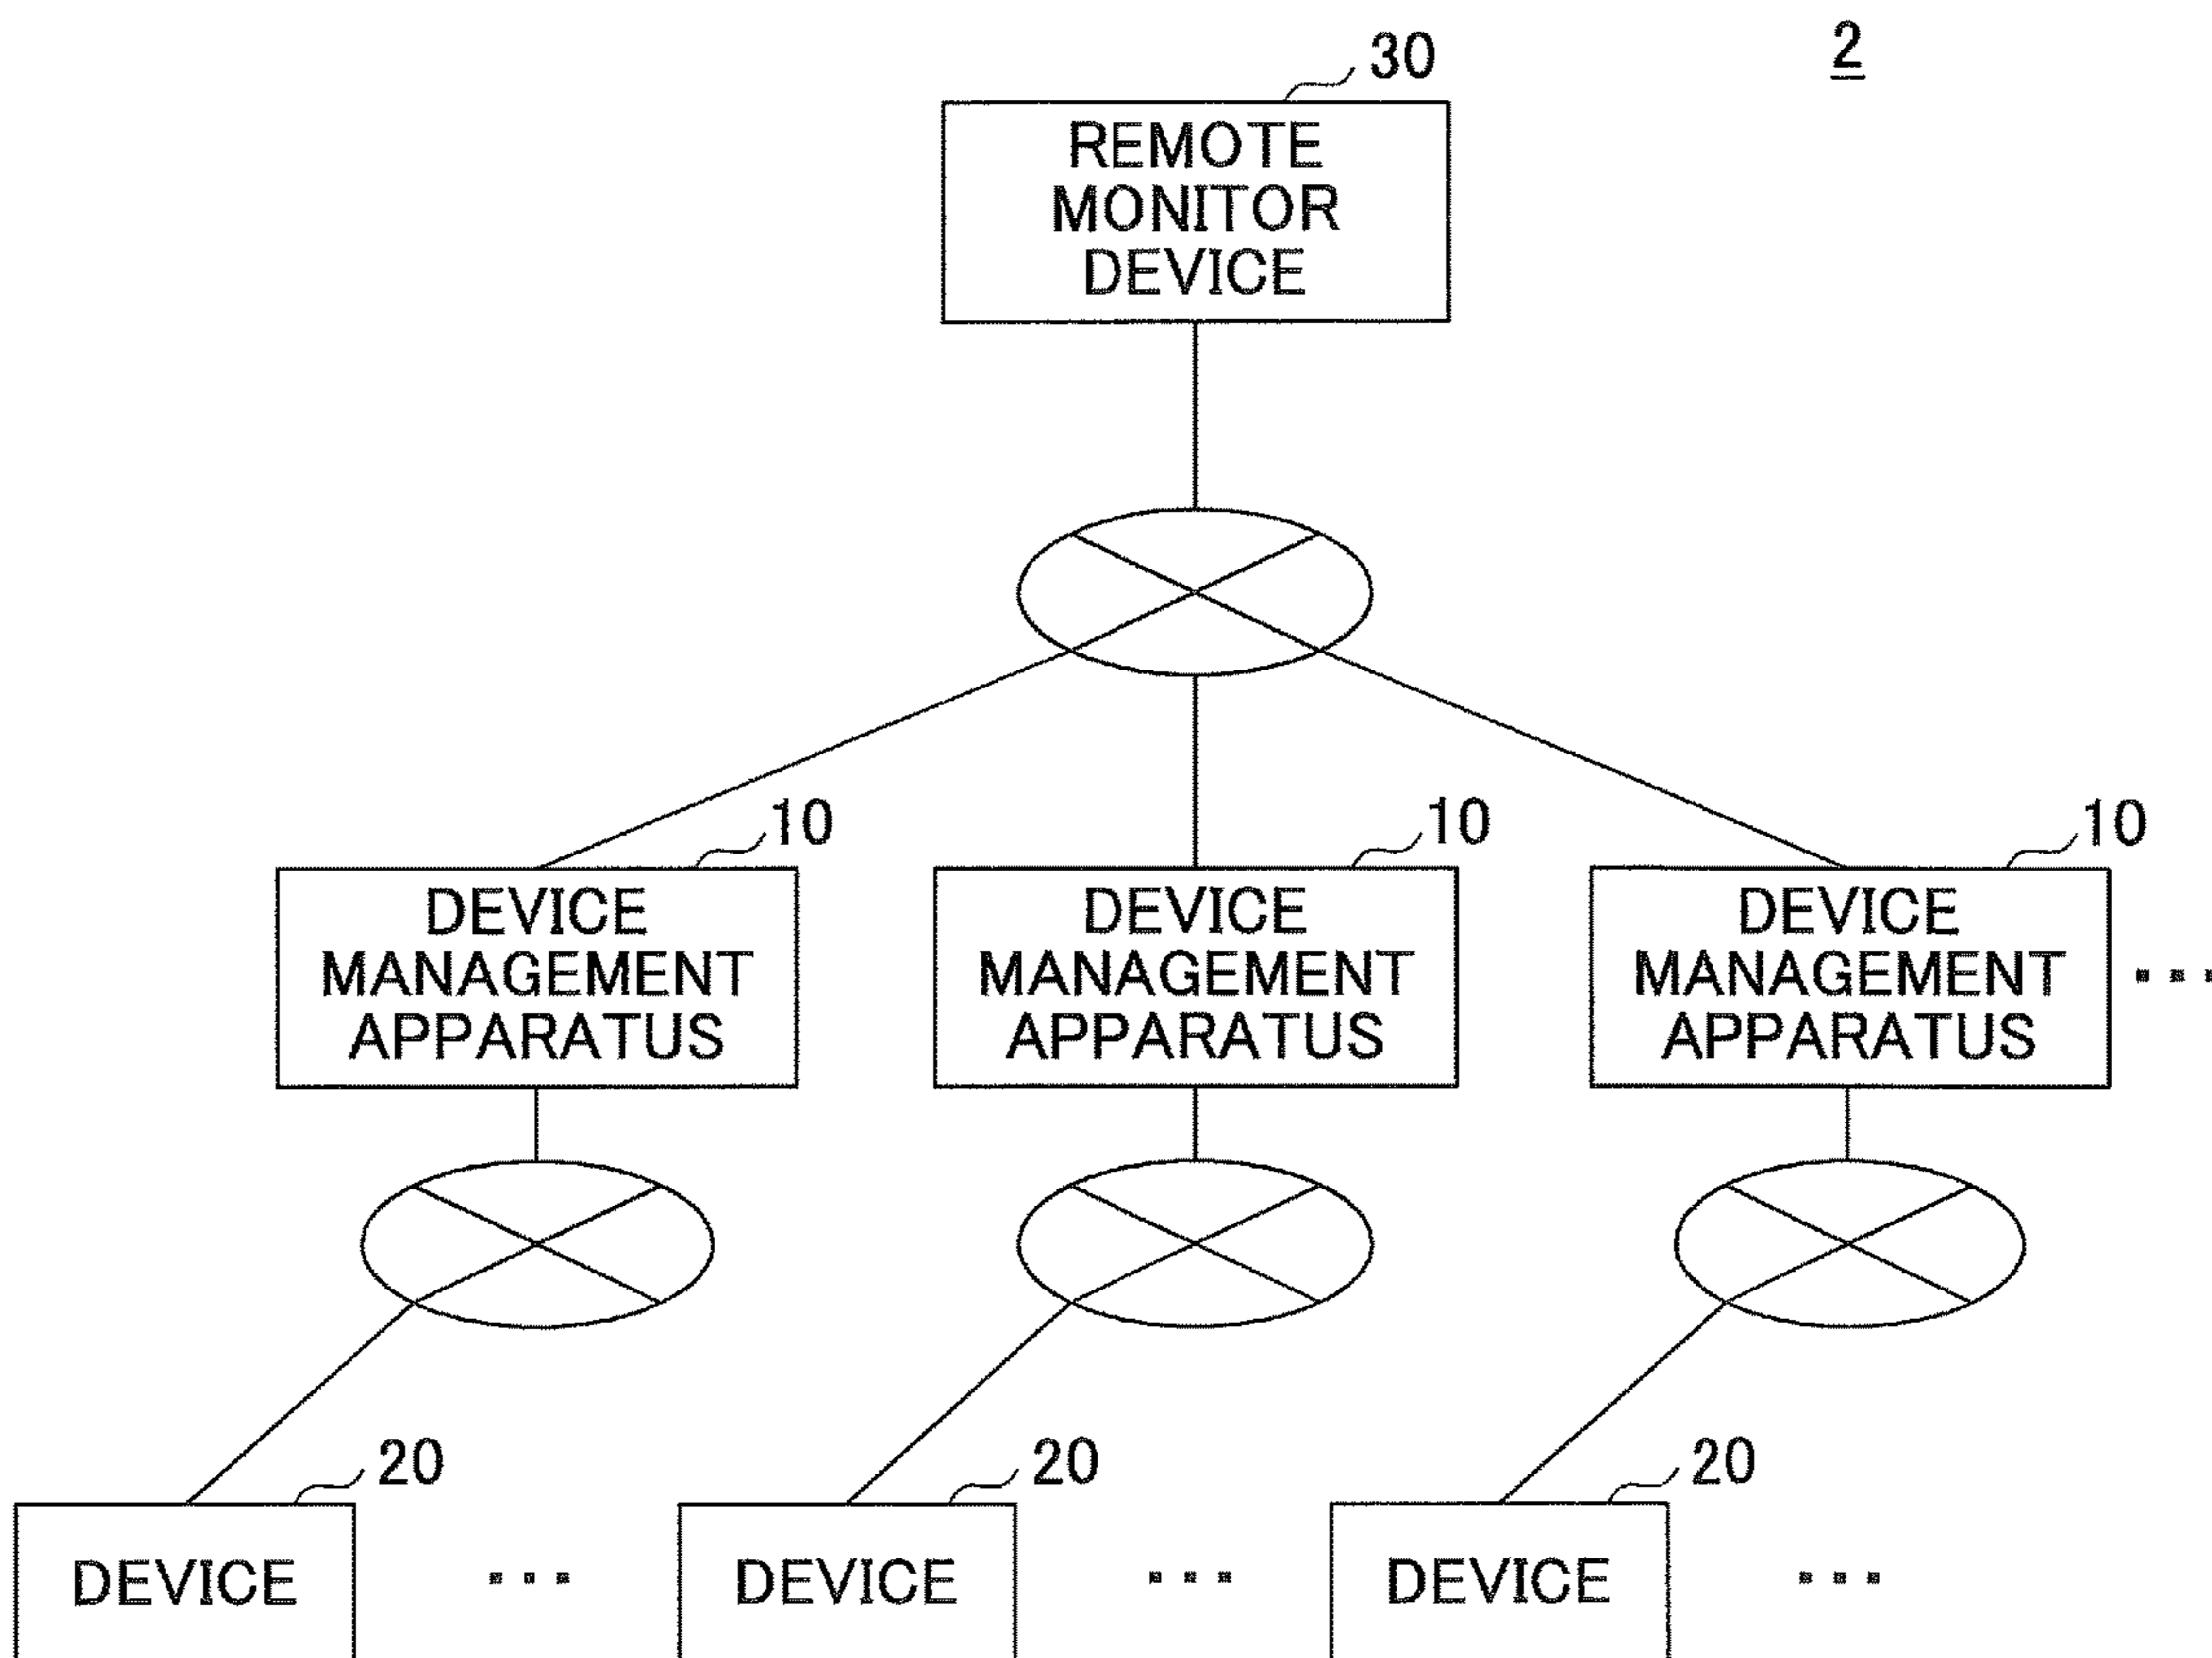 2
30
REMOTE
MONITOR
DEVICE
10
10
10
DEVICE
MANAGEMENT
APPARATUS
DEVICE
MANAGEMENT
APPARATUS
DEVICE
MANAGEMENT
APPARATUS
...
20
20
20
DEVICE
...
DEVICE
...
DEVICE
...